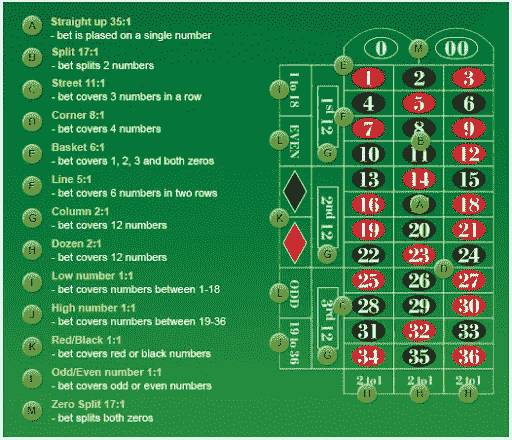 A Straight up 35:1
- bet is plased on a single number
B Split 17:1
- bet splits 2 numbers
C Street 11:1
- bet covers 3 numbers in a row
D Corner 8:1
- bet covers 4 numbers
E Basket 6:1
- bet covers 1, 2, 3 and both zeros
F Line 5:1
- bet covers 6 numbers in two rows
G Column 2:1
- bet covers 12 numbers
H Dozen 2:1
- bet covers 12 numbers
I Low number 1:1
- bet covers numbers between 1-18
J High number 1:1
- bet covers numbers between 19-36
K Red/Black 1:1
- bet covers red or black numbers
L Odd/Even number 1:1
- bet covers odd or even numbers
M Zero Split 17:1
- bet splits both zeros
0 M 00
E
1 2 3
I 1 to 18
1st 12
4 5 6
F
7 8 9
L EVEN
B
G
10 11 12
13 14 15
2nd 12
16 A 18
K
19 20 21
G
22 23 24
D
25 26 27
L ODD
3rd 12
C
28 29 30
J 19 to 36
31 32 33
G
34 35 36
2 to 1 2 to 1 2 to 1
H H H